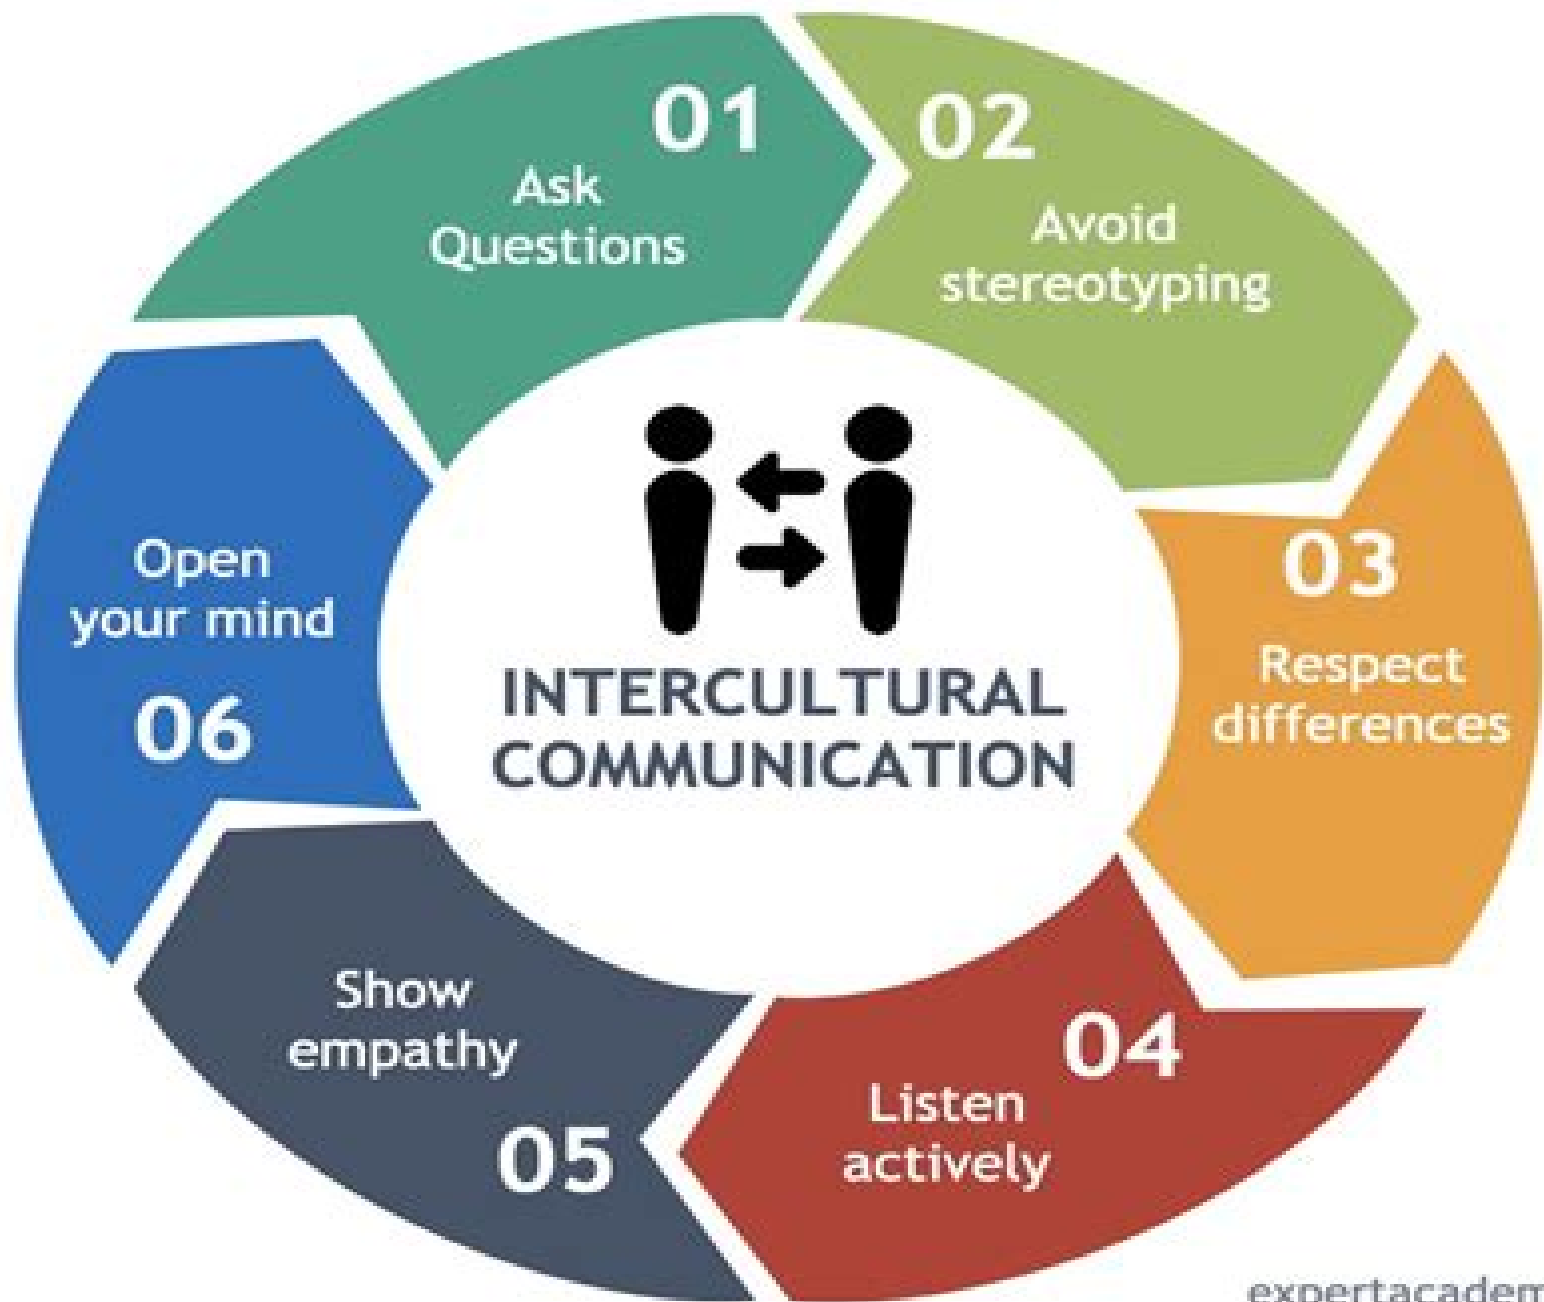 01
Ask
Questions
02
Avoid
stereotyping
03
Respect
differences
04
Listen
actively
Show
empathy
05
Open
your mind
06
INTERCULTURAL
COMMUNICATION
expertacadem